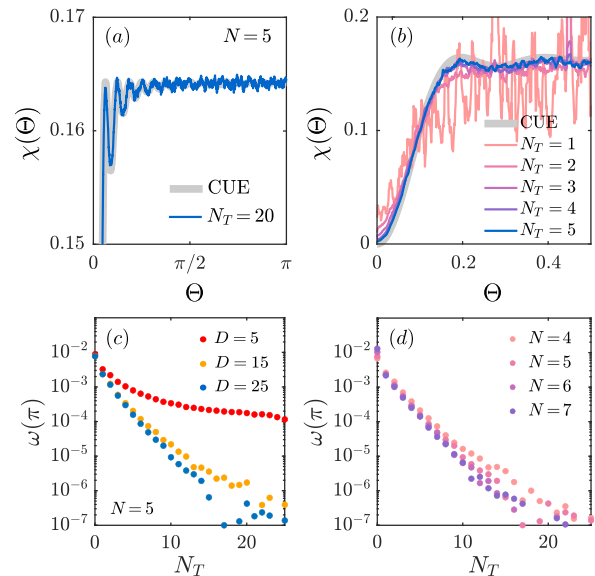 (a)
N = 5
0.17
0.16
0.15
χ(Θ)
CUE
N_T = 20
0
π/2
π
Θ
(b)
0.2
0.1
0
χ(Θ)
CUE
N_T = 1
N_T = 2
N_T = 3
N_T = 4
N_T = 5
0
0.2
0.4
Θ
(c)
D = 5
D = 15
D = 25
10^{-2}
10^{-3}
10^{-4}
10^{-5}
10^{-6}
10^{-7}
ω(π)
N = 5
0
10
20
N_T
(d)
N = 4
N = 5
N = 6
N = 7
10^{-2}
10^{-3}
10^{-4}
10^{-5}
10^{-6}
10^{-7}
ω(π)
0
10
20
N_T